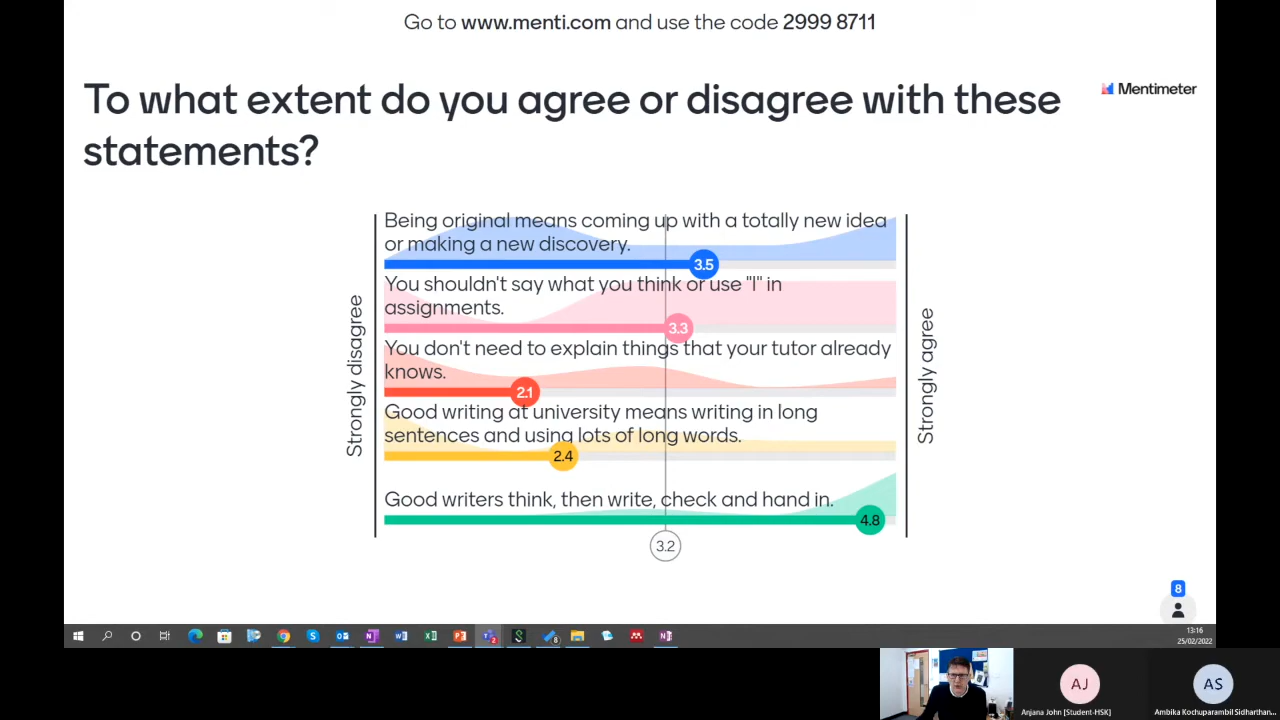 Go to www.menti.com and use the code 2999 8711
To what extent do you agree or disagree with these
statements?
Mentimeter
Being original means coming up with a totally new idea
or making a new discovery.
3.5
You shouldn't say what you think or use "I" in
assignments.
3.3
You don't need to explain things that your tutor already
knows.
2.1
Good writing at university means writing in long
sentences and using lots of long words.
2.4
Good writers think, then write, check and hand in.
4.8
3.2
Strongly disagree
Strongly agree
8
13:16
25/02/2022
AJ
AS
Anjana John [Student-HSK]
Ambika Kochuparambil Sidharthan...